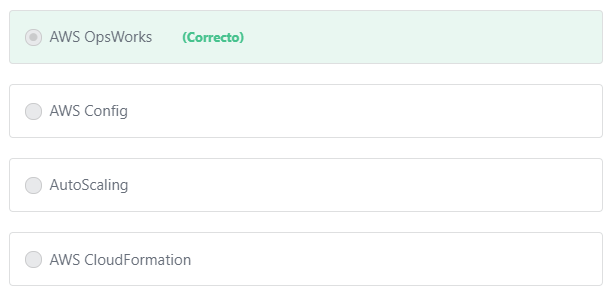 AWS OpsWorks (Correcto)
AWS Config
AutoScaling
AWS CloudFormation